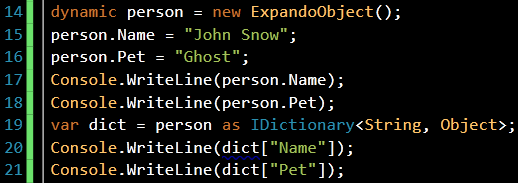 14 dynamic person = new ExpandoObject();
15 person.Name = "John Snow";
16 person.Pet = "Ghost";
17 Console.WriteLine(person.Name);
18 Console.WriteLine(person.Pet);
19 var dict = person as IDictionary<String, Object>;
20 Console.WriteLine(dict["Name"]);
21 Console.WriteLine(dict["Pet"]);